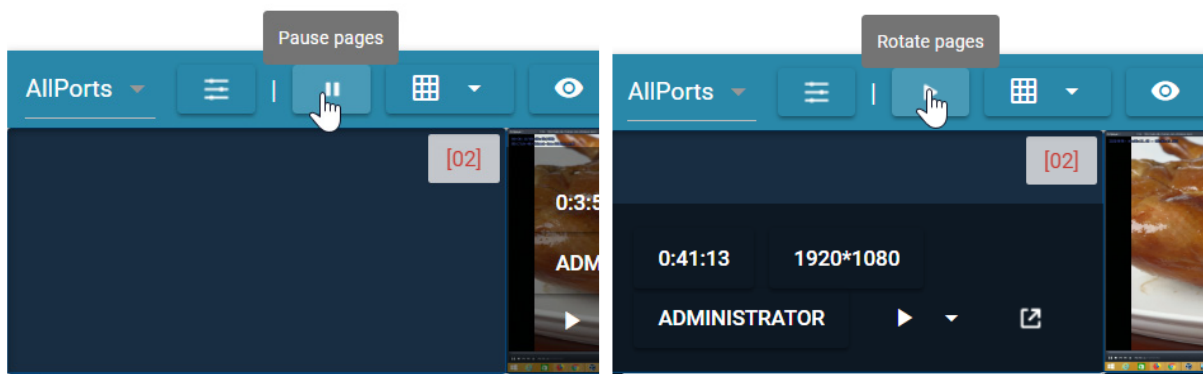 Pause pages
AllPorts
|
[02]
0:3:5
ADM
Rotate pages
AllPorts
|
[02]
0:41:13 1920*1080
ADMINISTRATOR